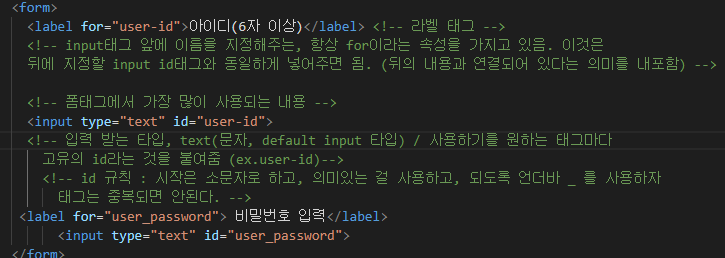 <form>
<label for="user-id">아이디(6자 이상)</label> <!-- 라벨 태그 -->
<!-- input태그 앞에 이름을 지정해주는, 항상 for이라는 속성을 가지고 있음. 이것은
뒤에 지정할 input id태그와 동일하게 넣어주면 됨. (뒤의 내용과 연결되어 있다는 의미를 내포함) -->
<!-- 폼태그에서 가장 많이 사용되는 내용 -->
<input type="text" id="user-id">
<!-- 입력 받는 타입, text(문자, default input 타입) / 사용하기를 원하는 태그마다
고유의 id라는 것을 붙여줌 (ex.user-id)-->
<!-- id 규칙 : 시작은 소문자로 하고, 의미있는 걸 사용하고, 되도록 언더바 _ 를 사용하자
태그는 중복되면 안된다. -->
<label for="user_password"> 비밀번호 입력</label>
<input type="text" id="user_password">
</form>